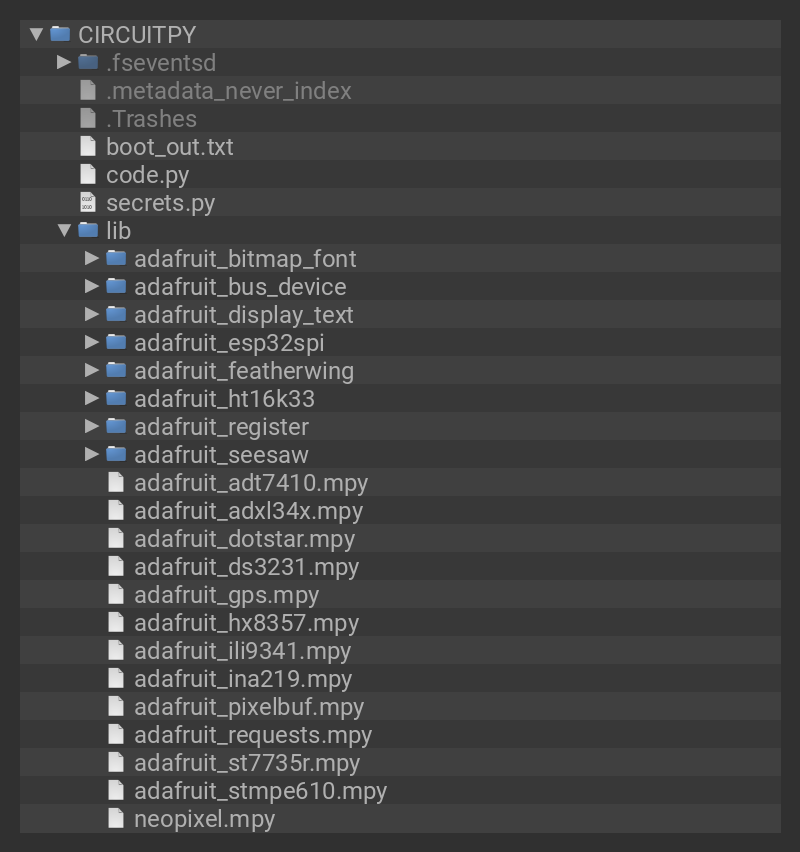 CIRCUITPY
.fseventsd
.metadata_never_index
.Trashes
boot_out.txt
code.py
secrets.py
lib
adafruit_bitmap_font
adafruit_bus_device
adafruit_display_text
adafruit_esp32spi
adafruit_featherwing
adafruit_ht16k33
adafruit_register
adafruit_seesaw
adafruit_adt7410.mpy
adafruit_adxl34x.mpy
adafruit_dotstar.mpy
adafruit_ds3231.mpy
adafruit_gps.mpy
adafruit_hx8357.mpy
adafruit_ili9341.mpy
adafruit_ina219.mpy
adafruit_pixelbuf.mpy
adafruit_requests.mpy
adafruit_st7735r.mpy
adafruit_stmpe610.mpy
neopixel.mpy